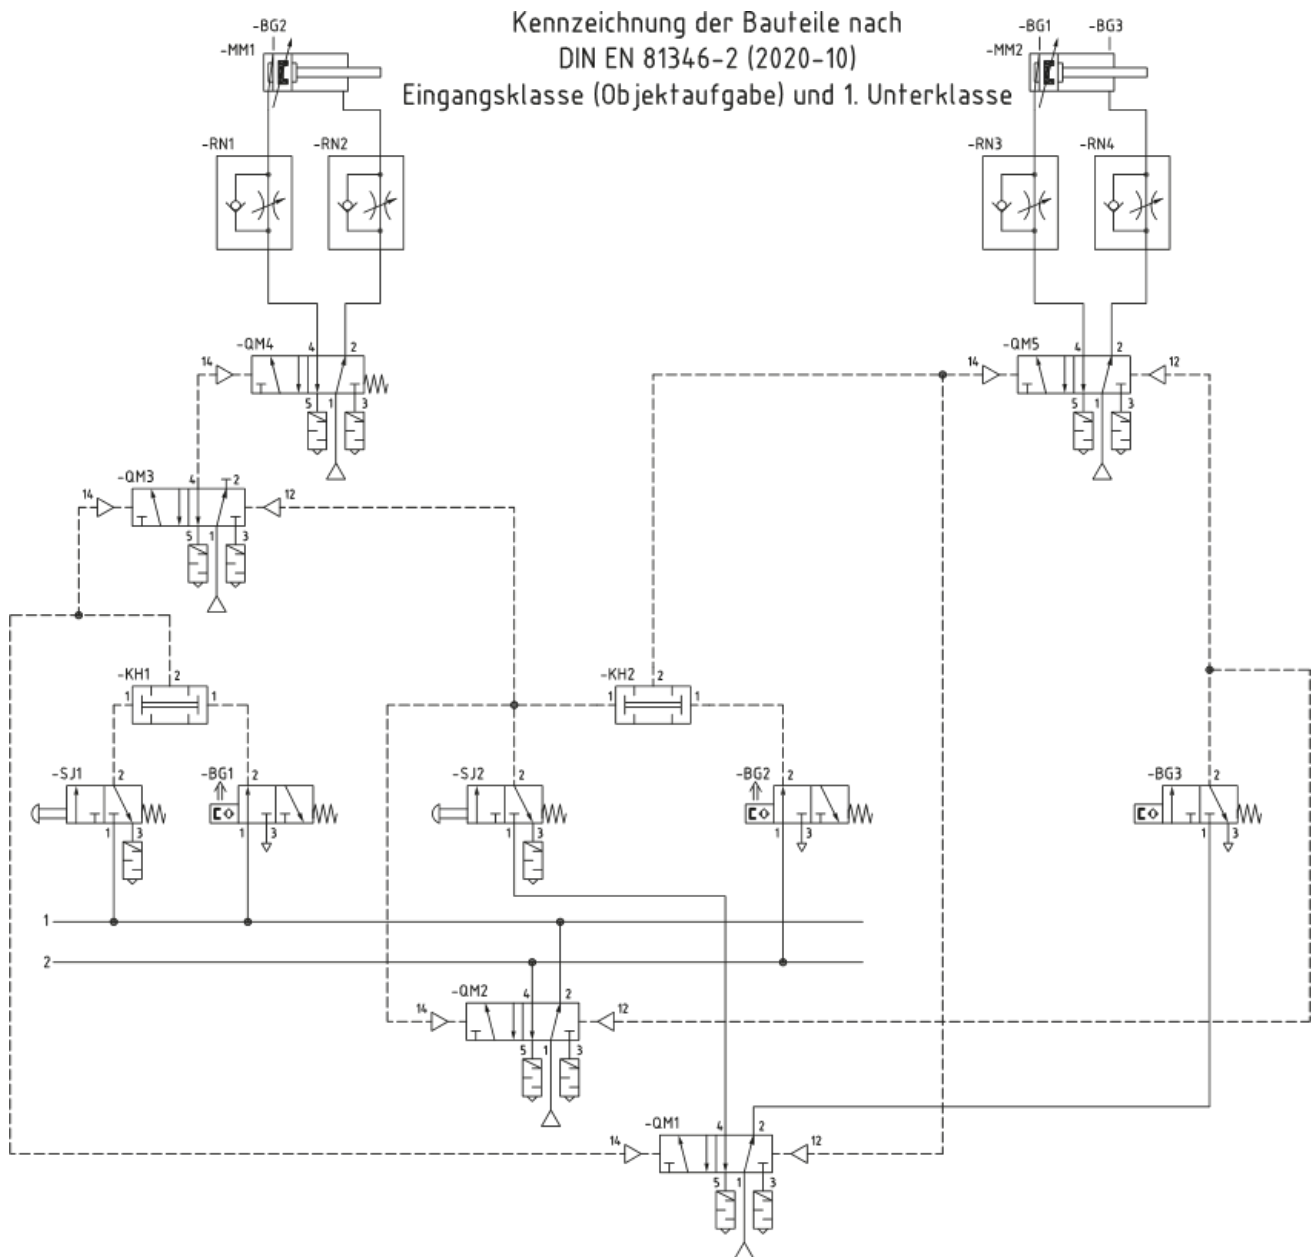 Kennzeichnung der Bauteile nach
DIN EN 81346-2 (2020-10)
Eingangsklasse (Objektaufgabe) und 1. Unterklasse
-BG2
-MM1
-BG1 -BG3
-MM2
-RN1 -RN2
-RN3 -RN4
-QM4 4 2
14
5 1 3
-QM5 4 2
14 12
5 1 3
-QM3 4 2
14 12
5 1 3
-KH1 2
1 1
-KH2 2
1 1
-SJ1 2
1 3
-BG1 2
1 3
-SJ2 2
1 3
-BG2 2
1 3
-BG3 2
1 3
1
2
-QM2 4 2
14 12
5 1 3
-QM1 4 2
14 12
5 1 3